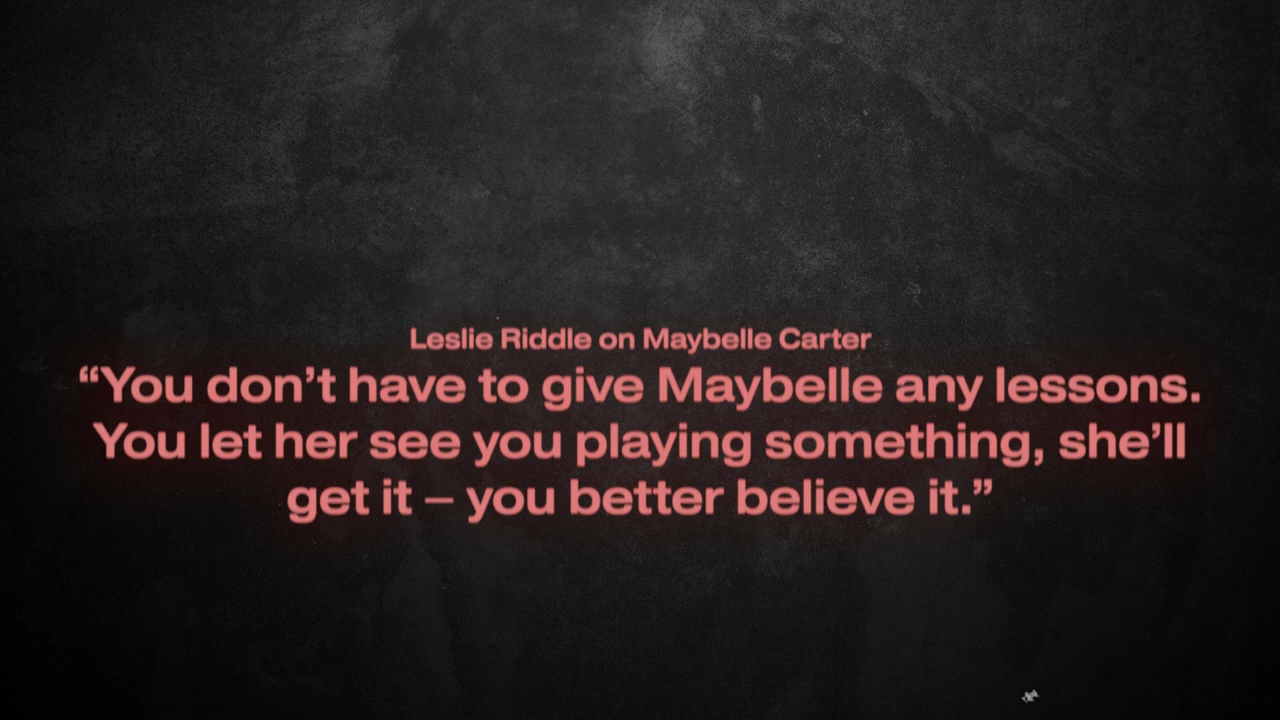 Leslie Riddle on Maybelle Carter
“You don’t have to give Maybelle any lessons.
You let her see you playing something, she’ll
get it – you better believe it.”